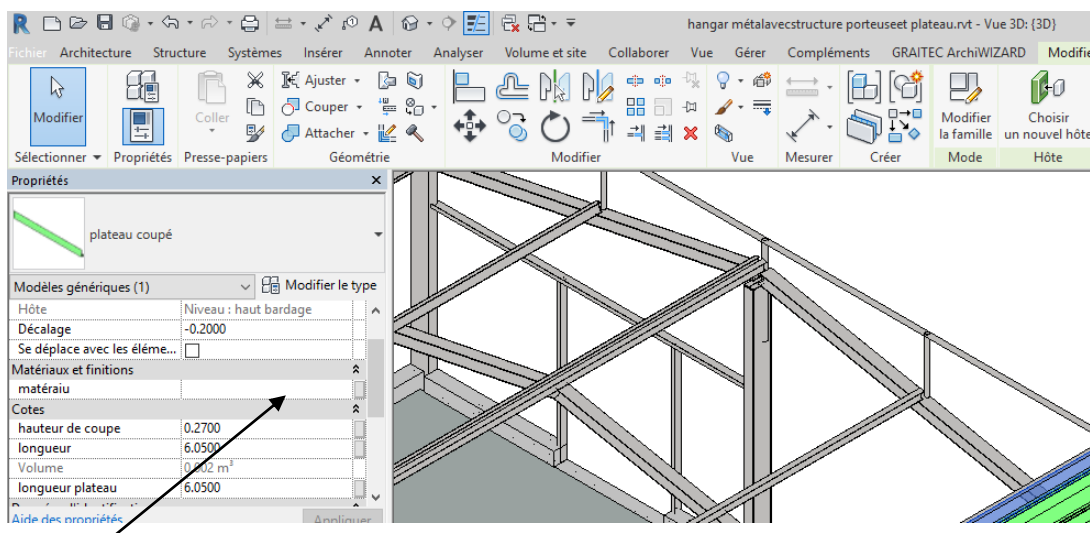 hangar métalavecstructure porteuseet plateau.rvt - Vue 3D: {3D}
Fichier Architecture Structure Systèmes Insérer Annoter Analyser Volume et site Collaborer Vue Gérer Compléments GRAITEC ArchiWIZARD Modifie
Modifier
Coller
Ajuster
Couper
Attacher
Modifier
la famille
Choisir
un nouvel hôte
Sélectionner Propriétés Presse-papiers Géométrie Modifier Vue Mesurer Créer Mode Hôte
Propriétés
plateau coupé
Modèles génériques (1) Modifier le type
Hôte Niveau : haut bardage
Décalage -0.2000
Se déplace avec les éléme...
Matériaux et finitions
matéraiu
Cotes
hauteur de coupe 0.2700
longueur 6.0500
Volume 0.002 m³
longueur plateau 6.0500
Aide des propriétés Appliquer